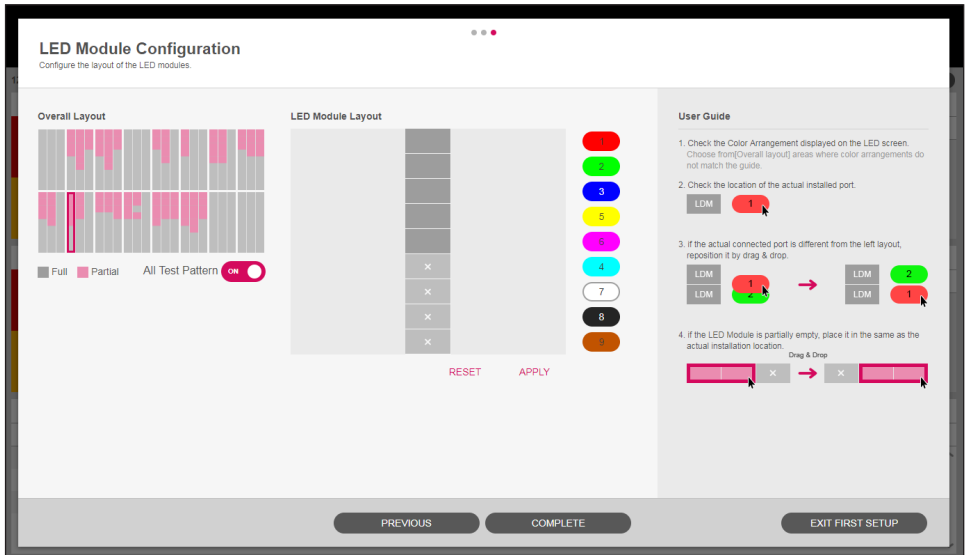 LED Module Configuration
Configure the layout of the LED modules.
Overall Layout
Full
Partial
All Test Pattern
ON
LED Module Layout
×
×
×
×
1
2
3
5
6
4
7
8
9
RESET
APPLY
User Guide
1. Check the Color Arrangement displayed on the LED screen.
Choose from[Overall layout] areas where color arrangements do
not match the guide.
2. Check the location of the actual installed port.
LDM
1
3. if the actual connected port is different from the left layout,
reposition it by drag & drop.
LDM
1
LDM
2
LDM
2
LDM
1
4. if the LED Module is partially empty, place it in the same as the
actual installation location.
Drag & Drop
×
×
PREVIOUS
COMPLETE
EXIT FIRST SETUP